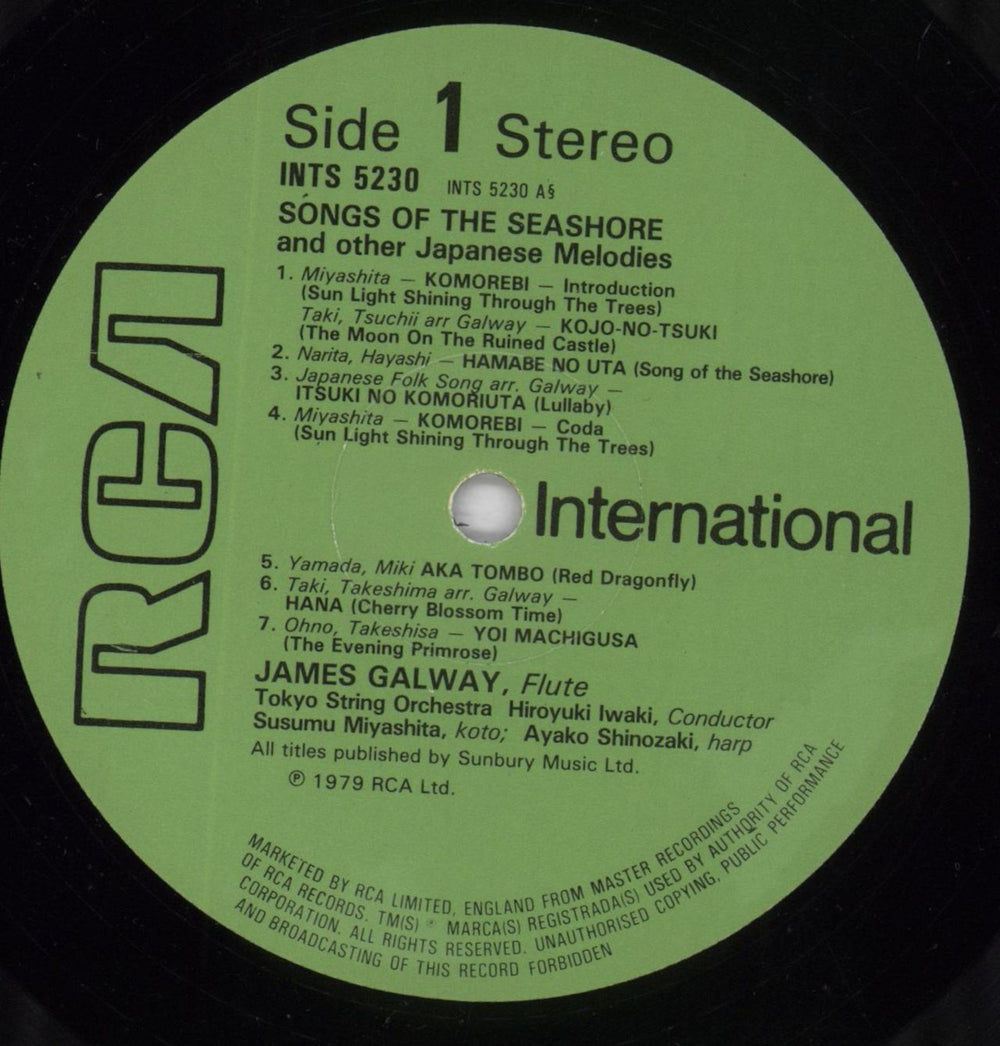 Side 1 Stereo
INTS 5230 INTS 5230 A§
SONGS OF THE SEASHORE
and other Japanese Melodies
1. Miyashita — KOMOREBI — Introduction
(Sun Light Shining Through The Trees)
Taki, Tsuchii arr Galway — KOJO-NO-TSUKI
(The Moon On The Ruined Castle)
2. Narita, Hayashi — HAMABE NO UTA (Song of the Seashore)
3. Japanese Folk Song arr. Galway —
ITSUKI NO KOMORIUTA (Lullaby)
4. Miyashita — KOMOREBI — Coda
(Sun Light Shining Through The Trees)
RCA
International
5. Yamada, Miki AKA TOMBO (Red Dragonfly)
6. Taki, Takeshima arr. Galway —
HANA (Cherry Blossom Time)
7. Ohno, Takeshisa — YOI MACHIGUSA
(The Evening Primrose)
JAMES GALWAY, Flute
Tokyo String Orchestra Hiroyuki Iwaki, Conductor
Susumu Miyashita, koto; Ayako Shinozaki, harp
All titles published by Sunbury Music Ltd.
℗ 1979 RCA Ltd.
MARKETED BY RCA LIMITED, ENGLAND FROM MASTER RECORDINGS
OF RCA RECORDS. TM(S) ® MARCA(S) REGISTRADA(S) USED BY AUTHORITY OF RCA
CORPORATION. ALL RIGHTS RESERVED. UNAUTHORISED COPYING, PUBLIC PERFORMANCE
AND BROADCASTING OF THIS RECORD FORBIDDEN